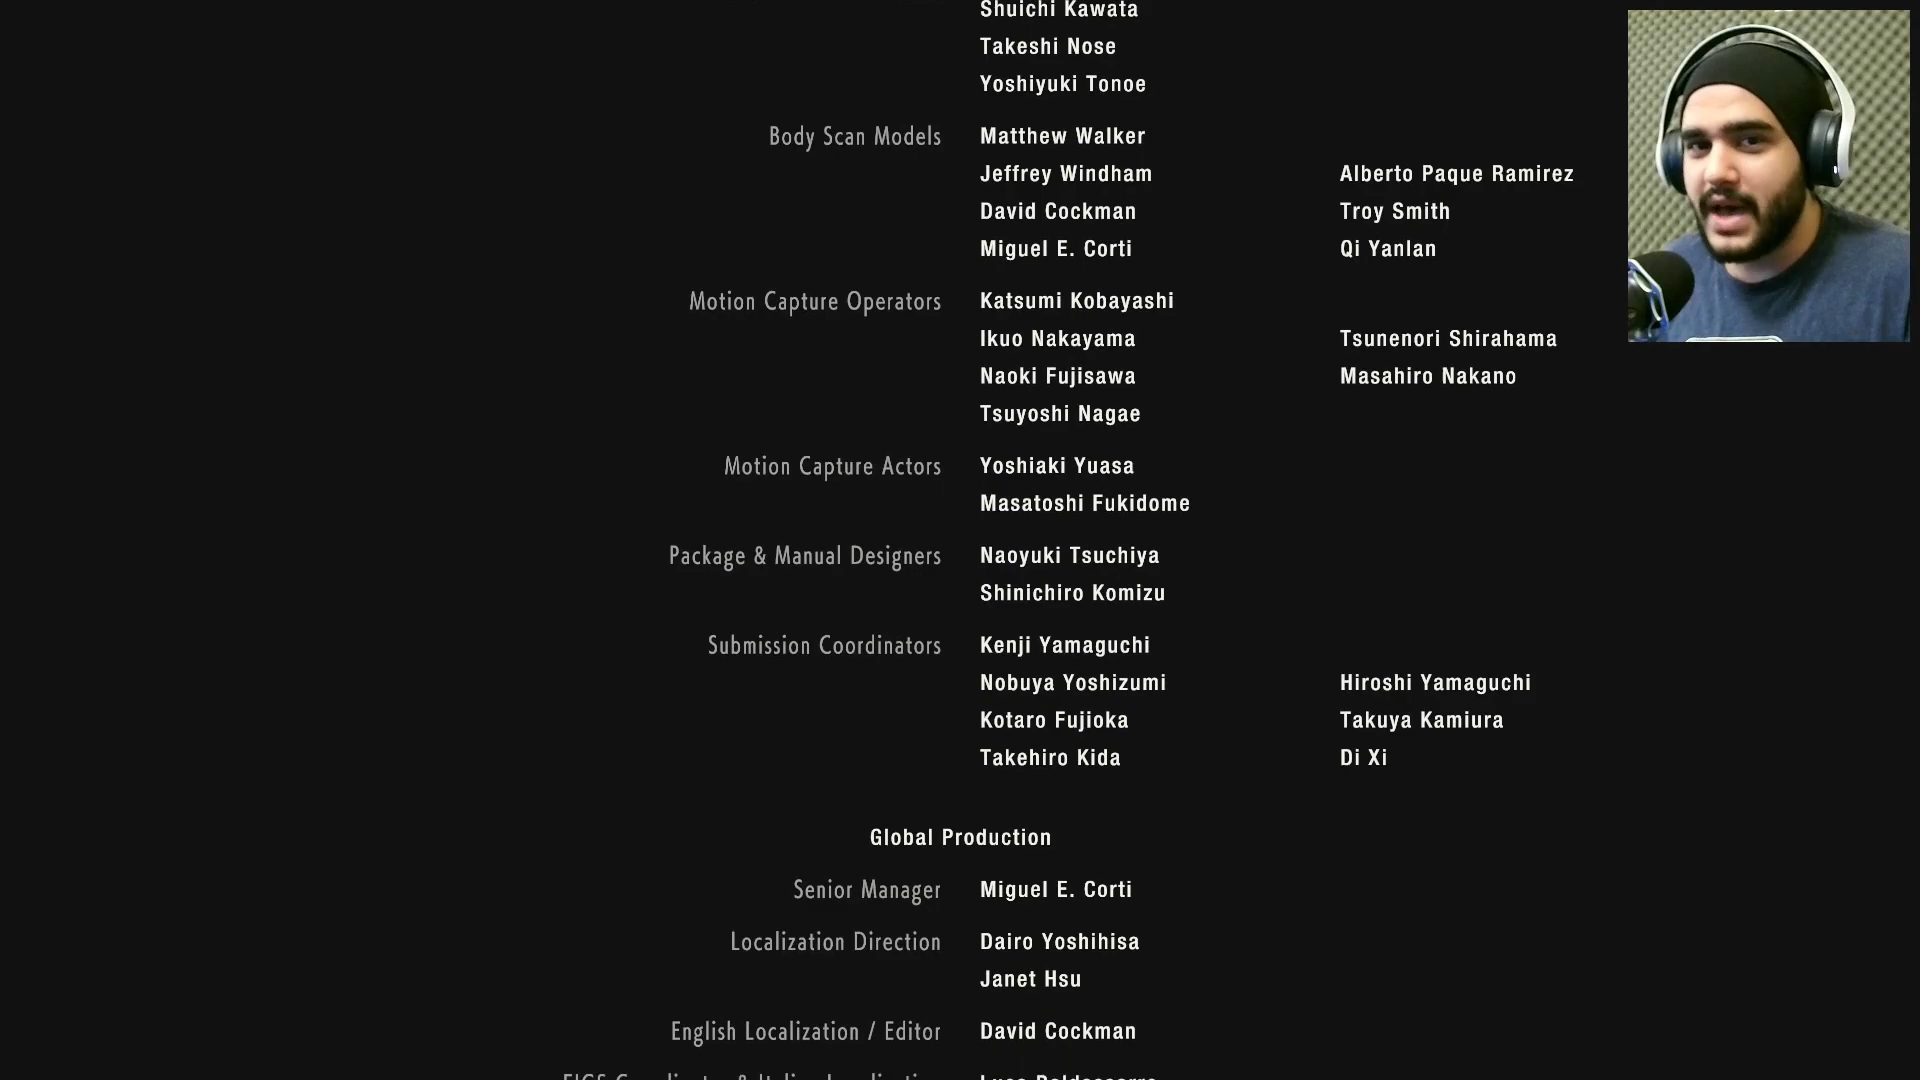 Shuichi Kawata
Takeshi Nose
Yoshiyuki Tonoe
Body Scan Models Matthew Walker
Jeffrey Windham Alberto Paque Ramirez
David Cockman Troy Smith
Miguel E. Corti Qi Yanlan
Motion Capture Operators Katsumi Kobayashi
Ikuo Nakayama Tsunenori Shirahama
Naoki Fujisawa Masahiro Nakano
Tsuyoshi Nagae
Motion Capture Actors Yoshiaki Yuasa
Masatoshi Fukidome
Package & Manual Designers Naoyuki Tsuchiya
Shinichiro Komizu
Submission Coordinators Kenji Yamaguchi
Nobuya Yoshizumi Hiroshi Yamaguchi
Kotaro Fujioka Takuya Kamiura
Takehiro Kida Di Xi
Global Production
Senior Manager Miguel E. Corti
Localization Direction Dairo Yoshihisa
Janet Hsu
English Localization / Editor David Cockman